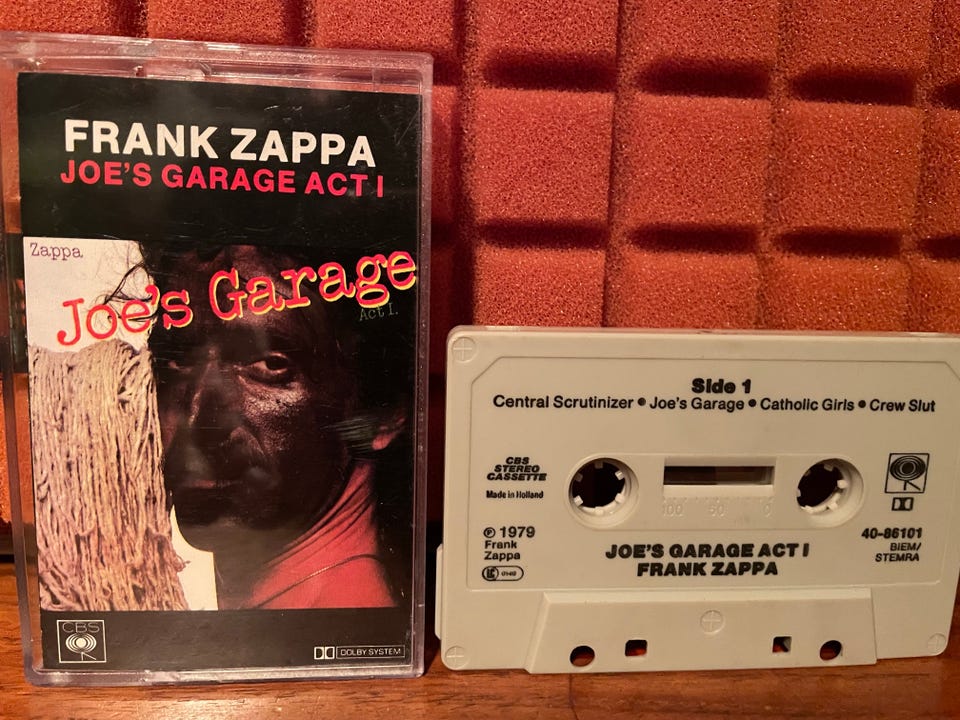 FRANK ZAPPA
JOE'S GARAGE ACT I
Zappa
Joe's Garage
Act I.
CBS
DOLBY SYSTEM
Side 1
Central Scrutinizer • Joe's Garage • Catholic Girls • Crew Slut
CBS
STEREO
CASSETTE
Made in Holland
100 50 0
℗ 1979
Frank
Zappa
40-86101
BIEM/
STEMRA
JOE'S GARAGE ACT I
FRANK ZAPPA